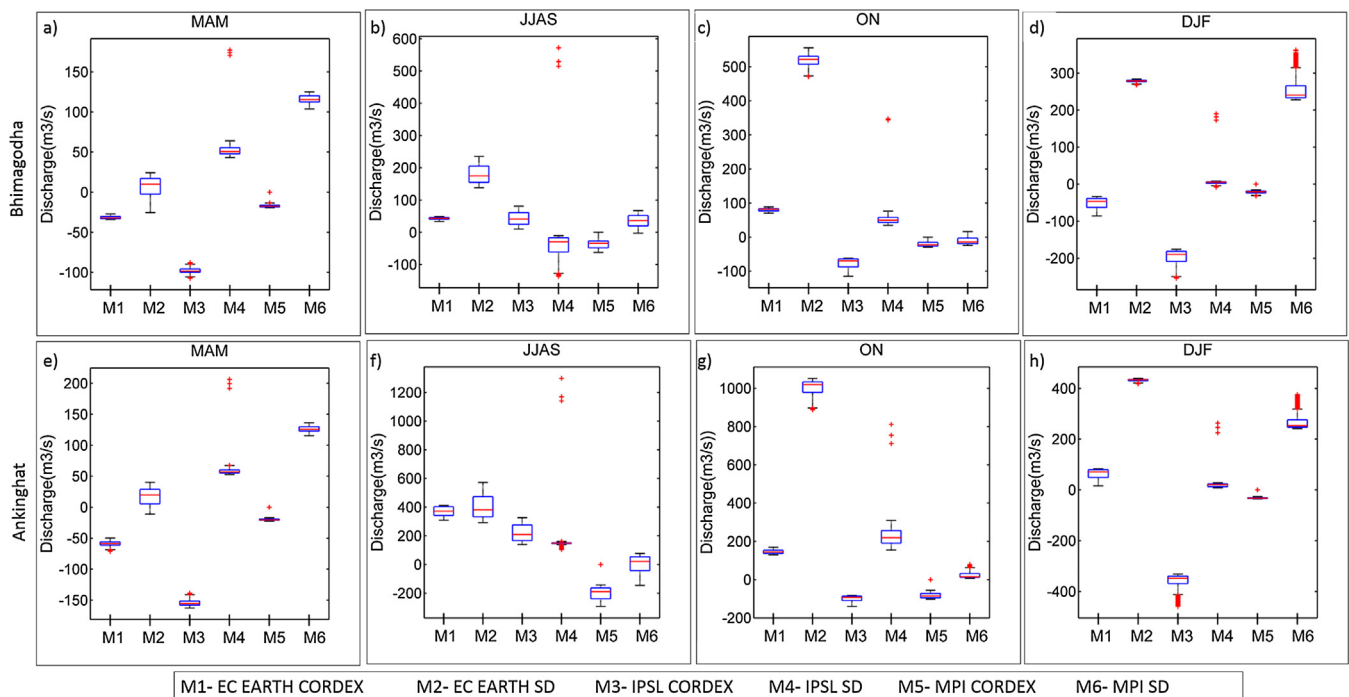 a) MAM
Bhimagodha
Discharge(m3/s)
150
100
50
0
-50
-100
M1 M2 M3 M4 M5 M6
b) JJAS
Discharge(m3/s)
600
500
400
300
200
100
0
-100
M1 M2 M3 M4 M5 M6
c) ON
Discharge(m3/s))
500
500
300
200
100
0
-100
M1 M2 M3 M4 M5 M6
d) DJF
Discharge(m3/s)
300
200
100
0
-100
-200
M1 M2 M3 M4 M5 M6
e) MAM
Ankinghat
Discharge(m3/s)
200
150
100
50
0
-50
-100
-150
M1 M2 M3 M4 M5 M6
f) JJAS
Discharge(m3/s)
1200
1000
800
600
400
200
0
-200
M1 M2 M3 M4 M5 M6
g) ON
Discharge(m3/s))
1000
800
600
400
200
0
-200
M1 M2 M3 M4 M5 M6
h) DJF
Discharge(m3/s)
400
200
0
-200
-400
M1 M2 M3 M4 M5 M6
M1- EC EARTH CORDEX M2- EC EARTH SD M3- IPSL CORDEX M4- IPSL SD M5- MPI CORDEX M6- MPI SD